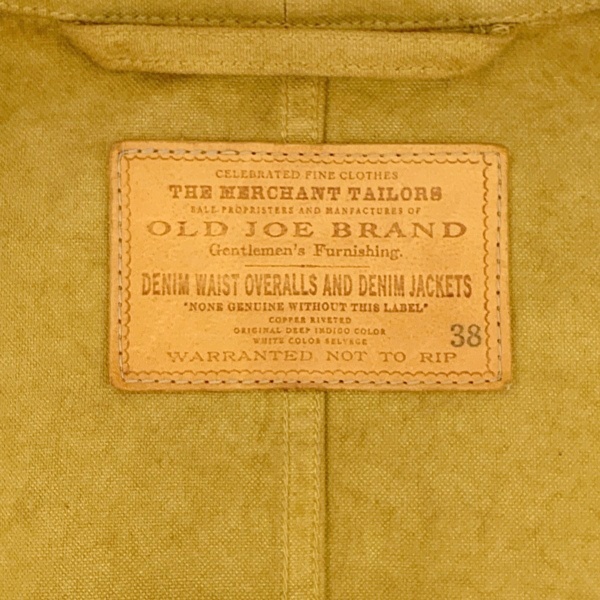 CELEBRATED FINE CLOTHES
THE MERCHANT TAILORS
SALE PROPRISTERS AND MANFACTURES OF
OLD JOE BRAND
Gentlemen's Furnishing.
DENIM WAIST OVERALLS AND DENIM JACKETS
"NONE GENUINE WITHOUT THIS LABEL"
COPPER RIVETED
ORIGINAL DEEP INDIGO COLOR
WHITE COLOR SELVAGE
38
WARRANTED NOT TO RIP